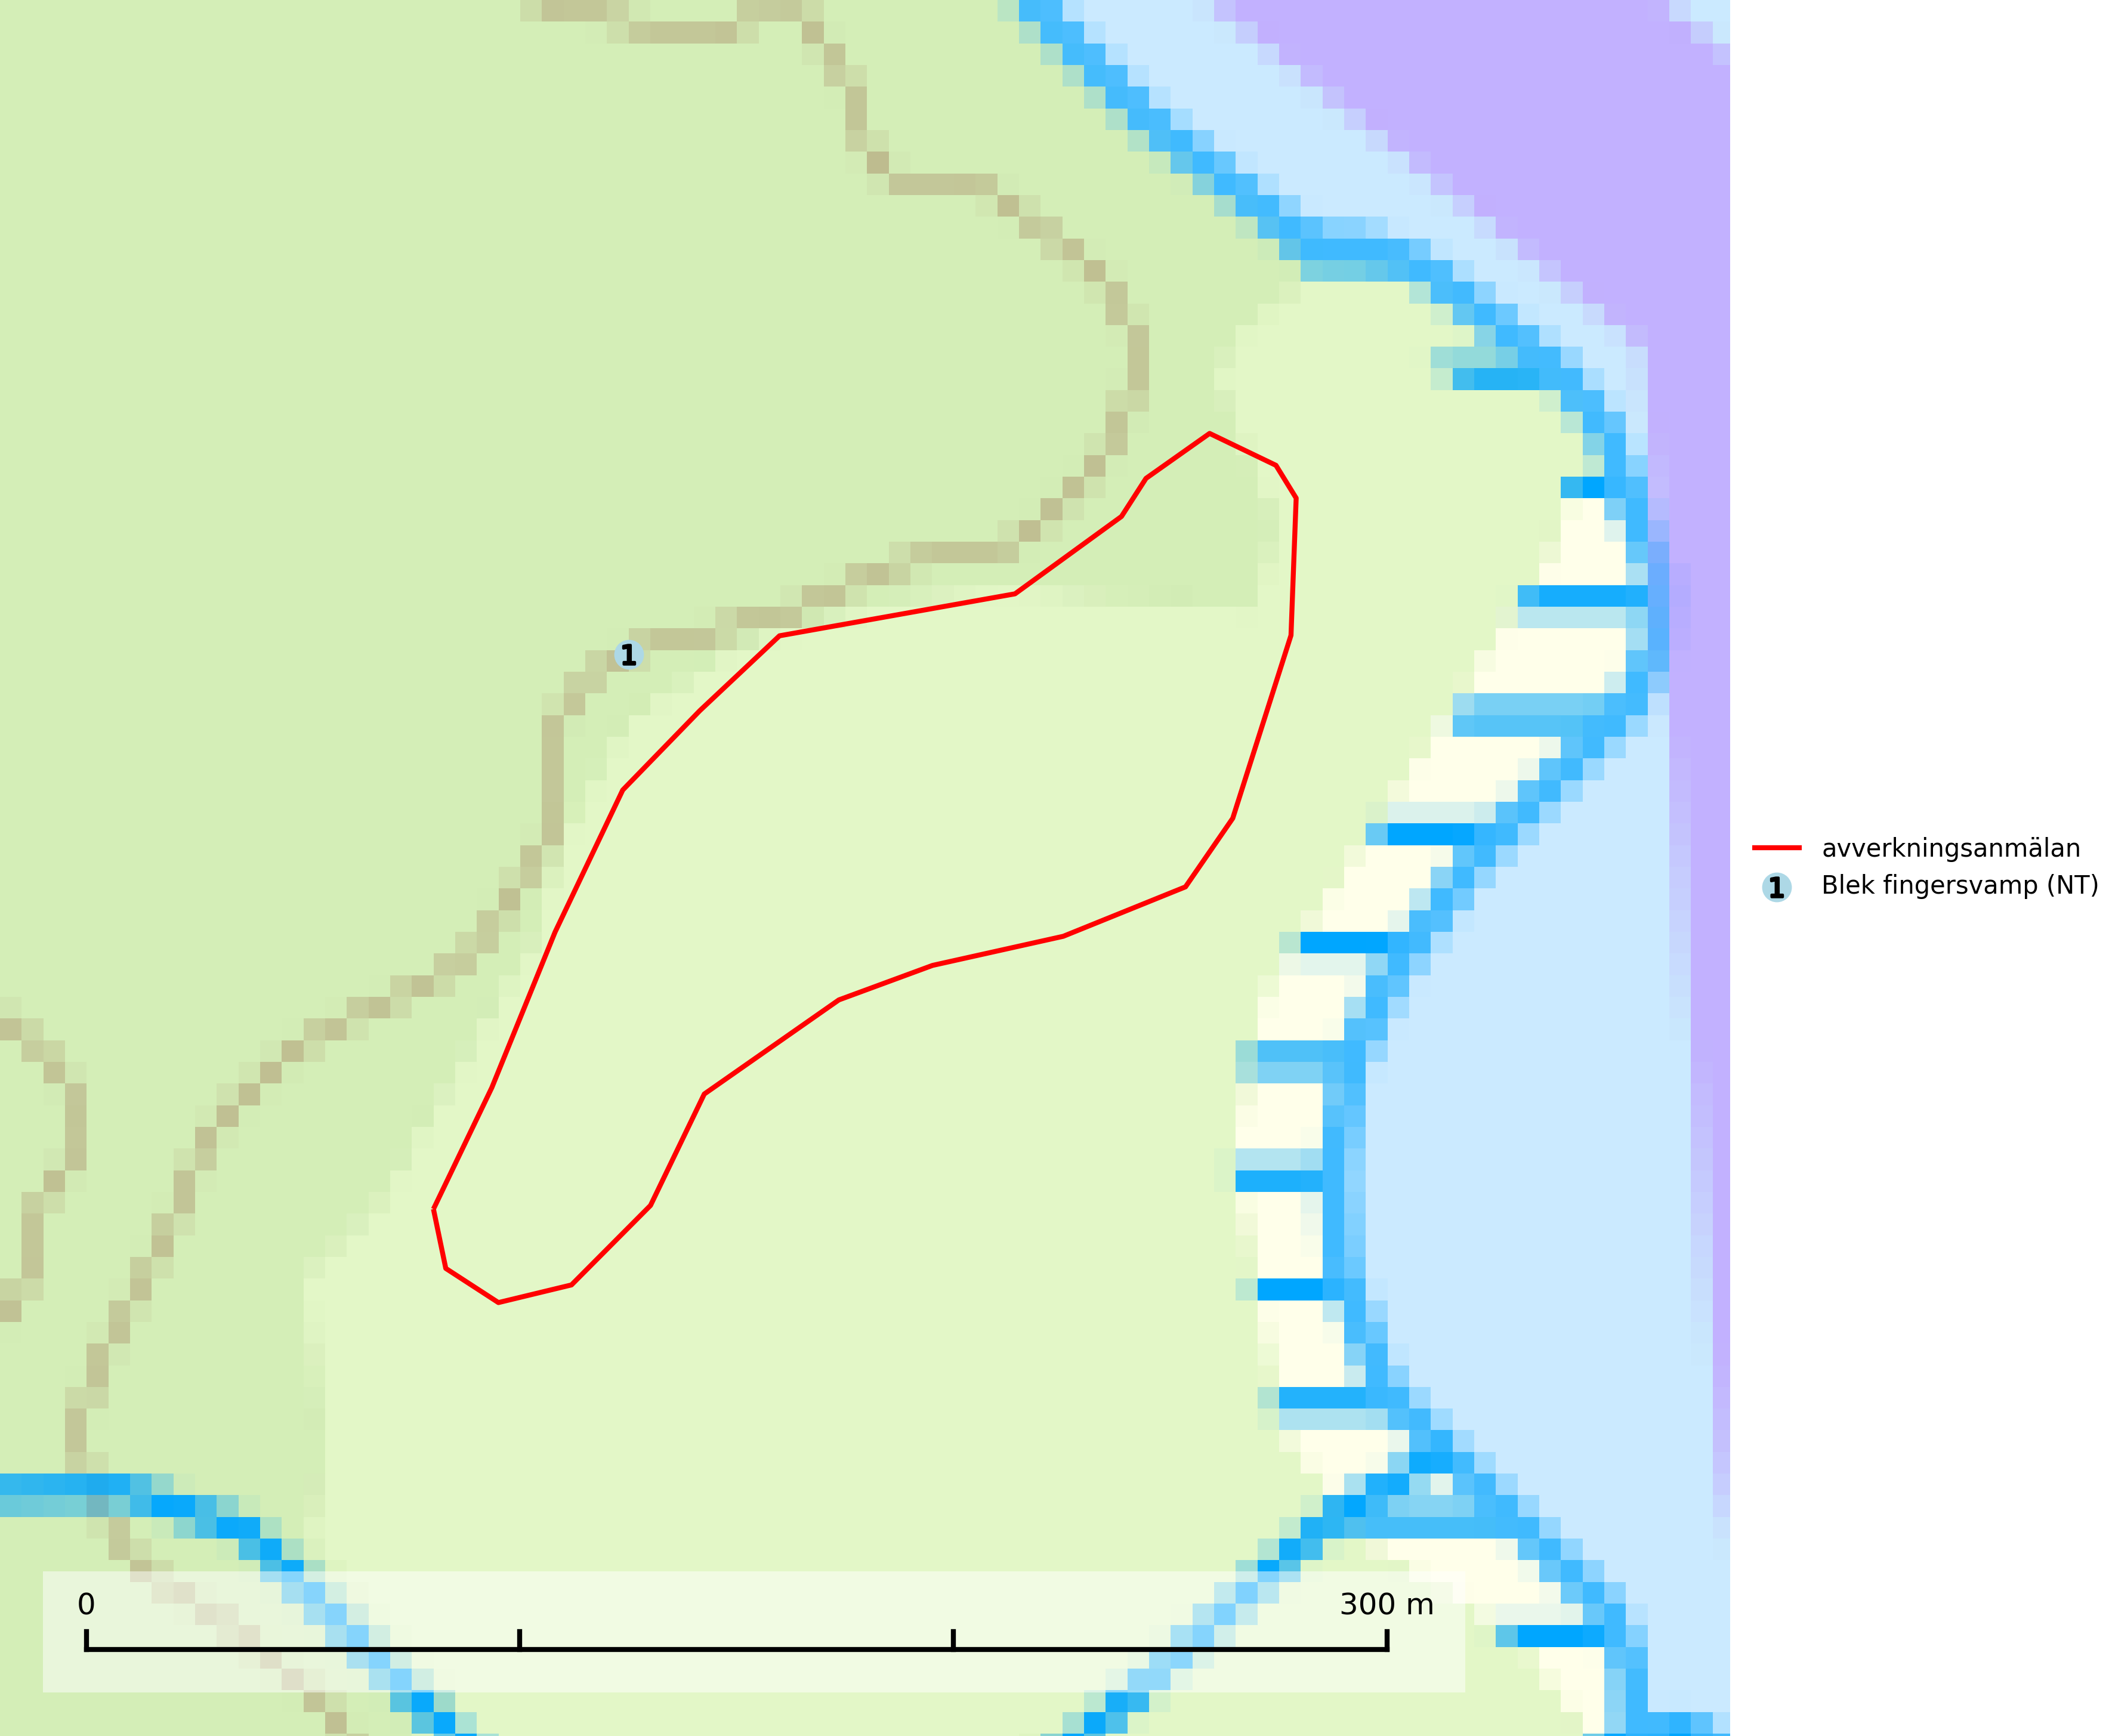 1
0 300 m
avverkningsanmälan
1 Blek fingersvamp (NT)